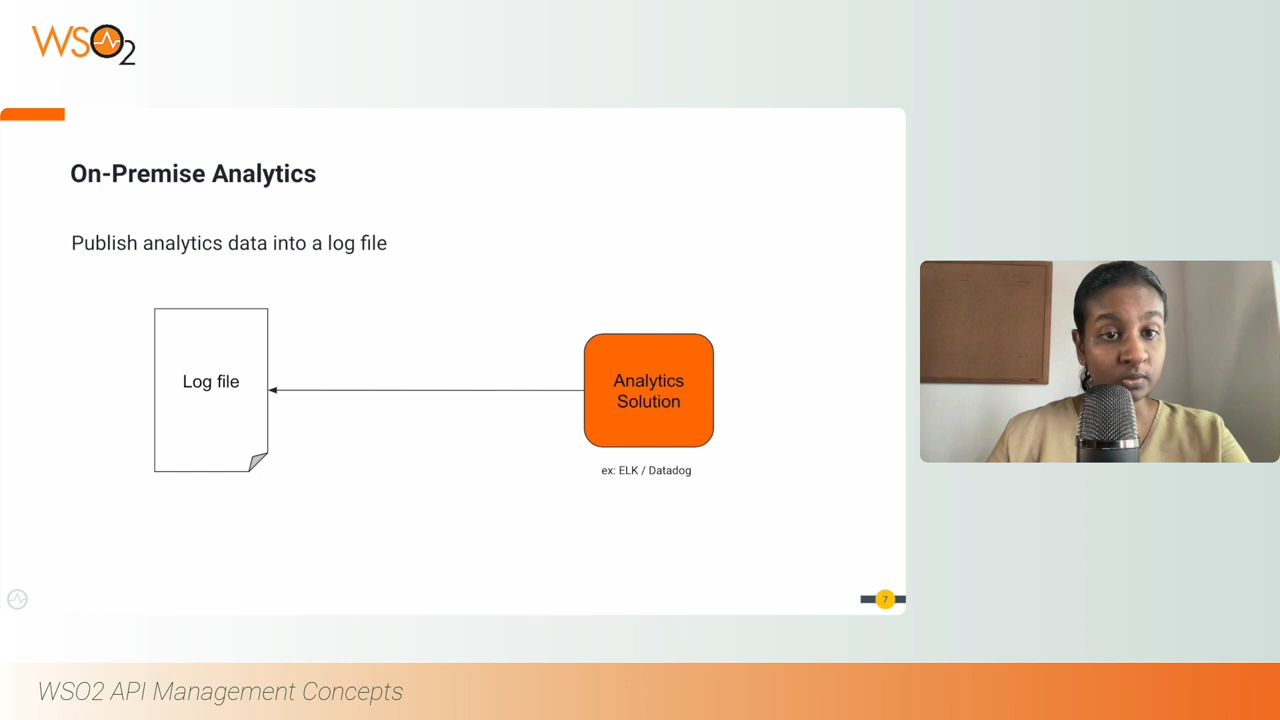 WSO2
On-Premise Analytics
Publish analytics data into a log file
Log file
Analytics
Solution
ex: ELK / Datadog
7
WSO2 API Management Concepts